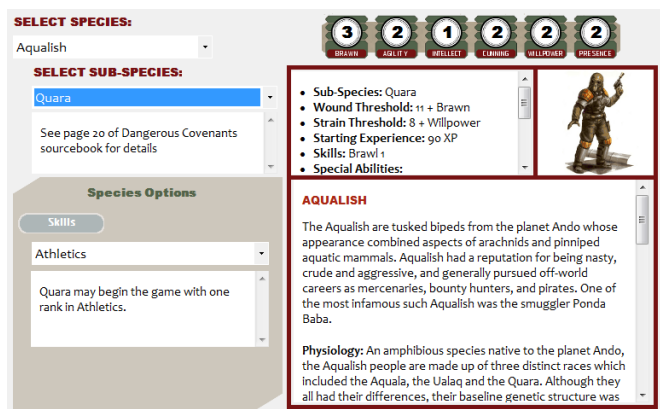 SELECT SPECIES:
Aqualish
SELECT SUB-SPECIES:
Quara
See page 20 of Dangerous Covenants
sourcebook for details
Species Options
Skills
Athletics
Quara may begin the game with one
rank in Athletics.
3 2 1 2 2 2
BRAWN AGILITY INTELLECT CUNNING WILLPOWER PRESENCE
• Sub-Species: Quara
• Wound Threshold: 11 + Brawn
• Strain Threshold: 8 + Willpower
• Starting Experience: 90 XP
• Skills: Brawl 1
• Special Abilities:
AQUALISH
The Aqualish are tusked bipeds from the planet Ando whose
appearance combined aspects of arachnids and pinniped
aquatic mammals. Aqualish had a reputation for being nasty,
crude and aggressive, and generally pursued off-world
careers as mercenaries, bounty hunters, and pirates. One of
the most infamous such Aqualish was the smuggler Ponda
Baba.
Physiology: An amphibious species native to the planet Ando,
the Aqualish people are made up of three distinct races which
included the Aquala, the Ualaq and the Quara. Although they
all had their differences, their baseline genetic structure was